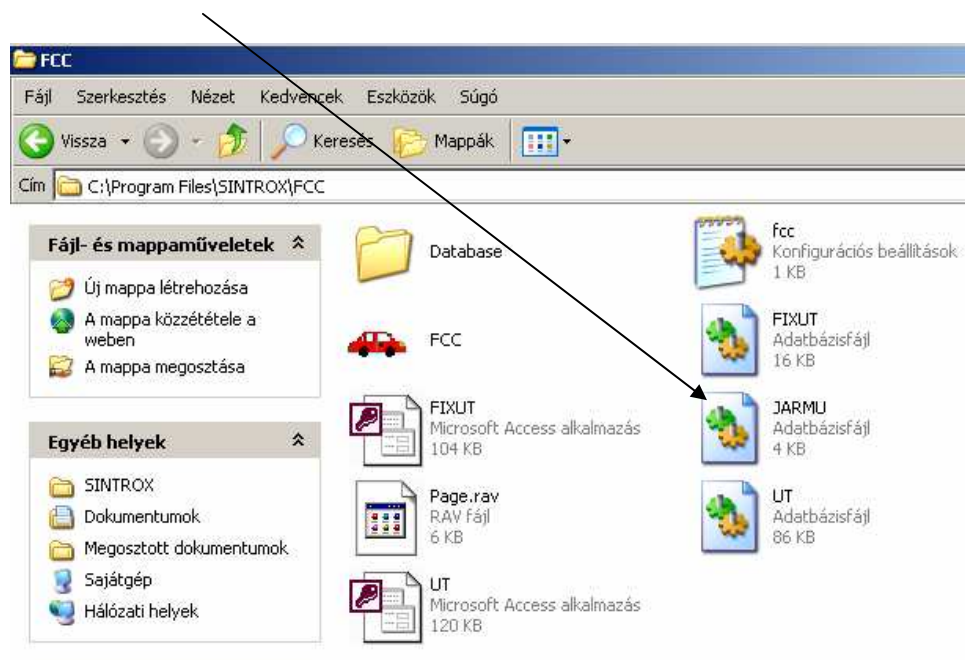 FCC
Fájl Szerkesztés Nézet Kedvencek Eszközök Súgó
Vissza Keresés Mappák
Cím C:\Program Files\SINTROX\FCC
Fájl- és mappaműveletek
Új mappa létrehozása
A mappa közzététele a
weben
A mappa megosztása
Egyéb helyek
SINTROX
Dokumentumok
Megosztott dokumentumok
Sajátgép
Hálózati helyek
Database
FCC
FIXUT
Microsoft Access alkalmazás
104 KB
Page.rav
RAV fájl
6 KB
UT
Microsoft Access alkalmazás
120 KB
fcc
Konfigurációs beállítások
1 KB
FIXUT
Adatbázisfájl
16 KB
JARMU
Adatbázisfájl
4 KB
UT
Adatbázisfájl
86 KB